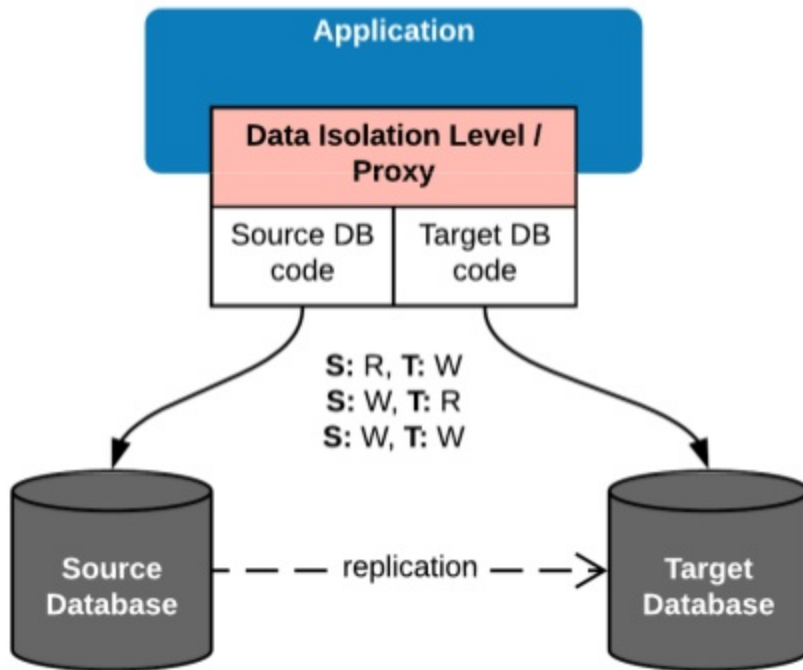 Application
Data Isolation Level /
Proxy
Source DB
code
Target DB
code
S: R, T: W
S: W, T: R
S: W, T: W
Source
Database
replication
Target
Database